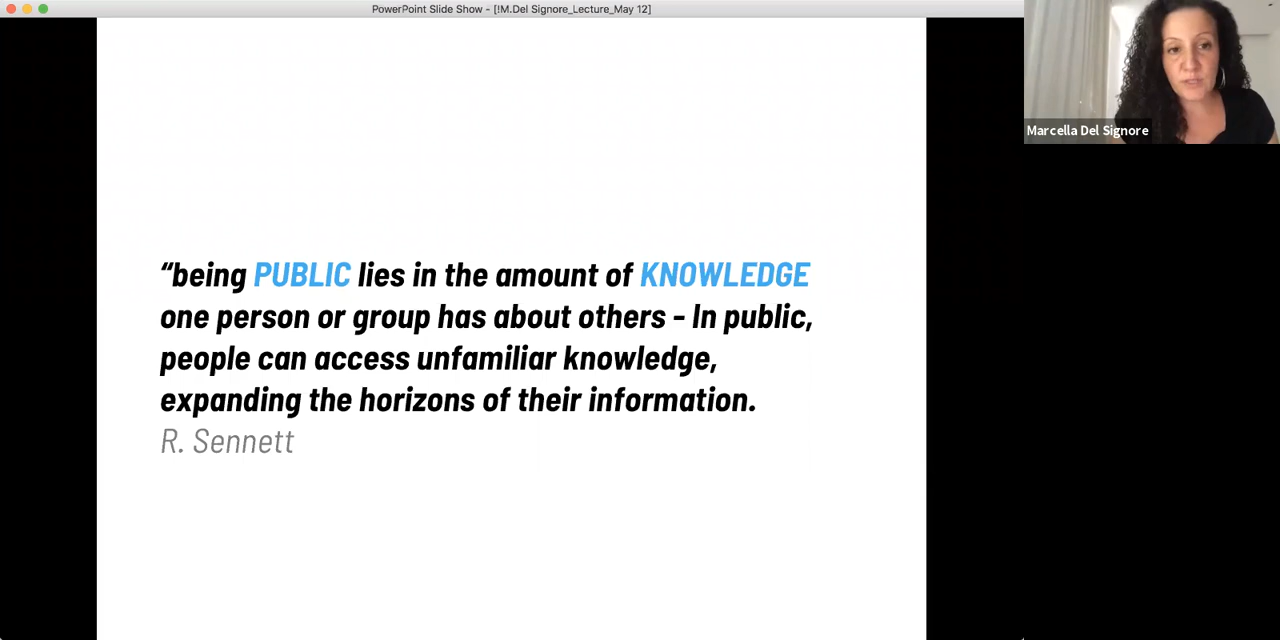 PowerPoint Slide Show - [!M.Del Signore_Lecture_May 12]
Marcella Del Signore
“being PUBLIC lies in the amount of KNOWLEDGE
one person or group has about others - In public,
people can access unfamiliar knowledge,
expanding the horizons of their information.
R. Sennett